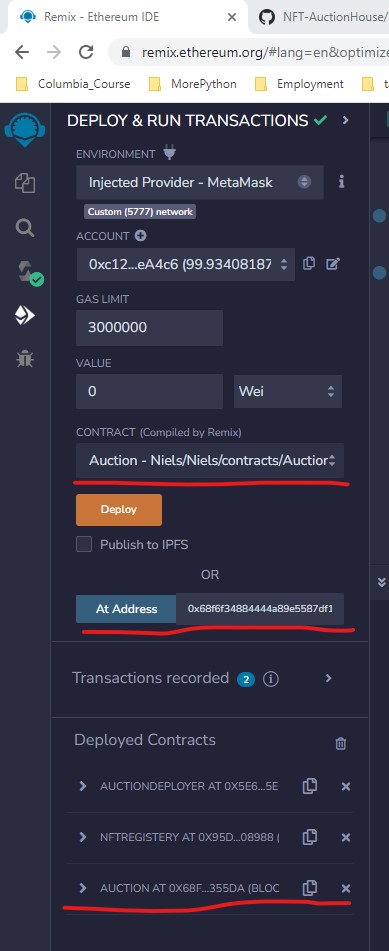 Remix - Ethereum IDE
NFT-AuctionHouse/
remix.ethereum.org/#lang=en&optimize
Columbia_Course
MorePython
Employment
DEPLOY & RUN TRANSACTIONS
ENVIRONMENT
Injected Provider - MetaMask
Custom (5777) network
ACCOUNT
0xc12...eA4c6 (99.93408187
GAS LIMIT
3000000
VALUE
0
Wei
CONTRACT (Compiled by Remix)
Auction - Niels/Niels/contracts/Auction
Deploy
Publish to IPFS
OR
At Address
0x68f6f34884444a89e5587df1
Transactions recorded 2
Deployed Contracts
AUCTIONDEPLOYER AT 0X5E6...5E
NFTREGISTERY AT 0X95D...08988 (
AUCTION AT 0X68F...355DA (BLOC